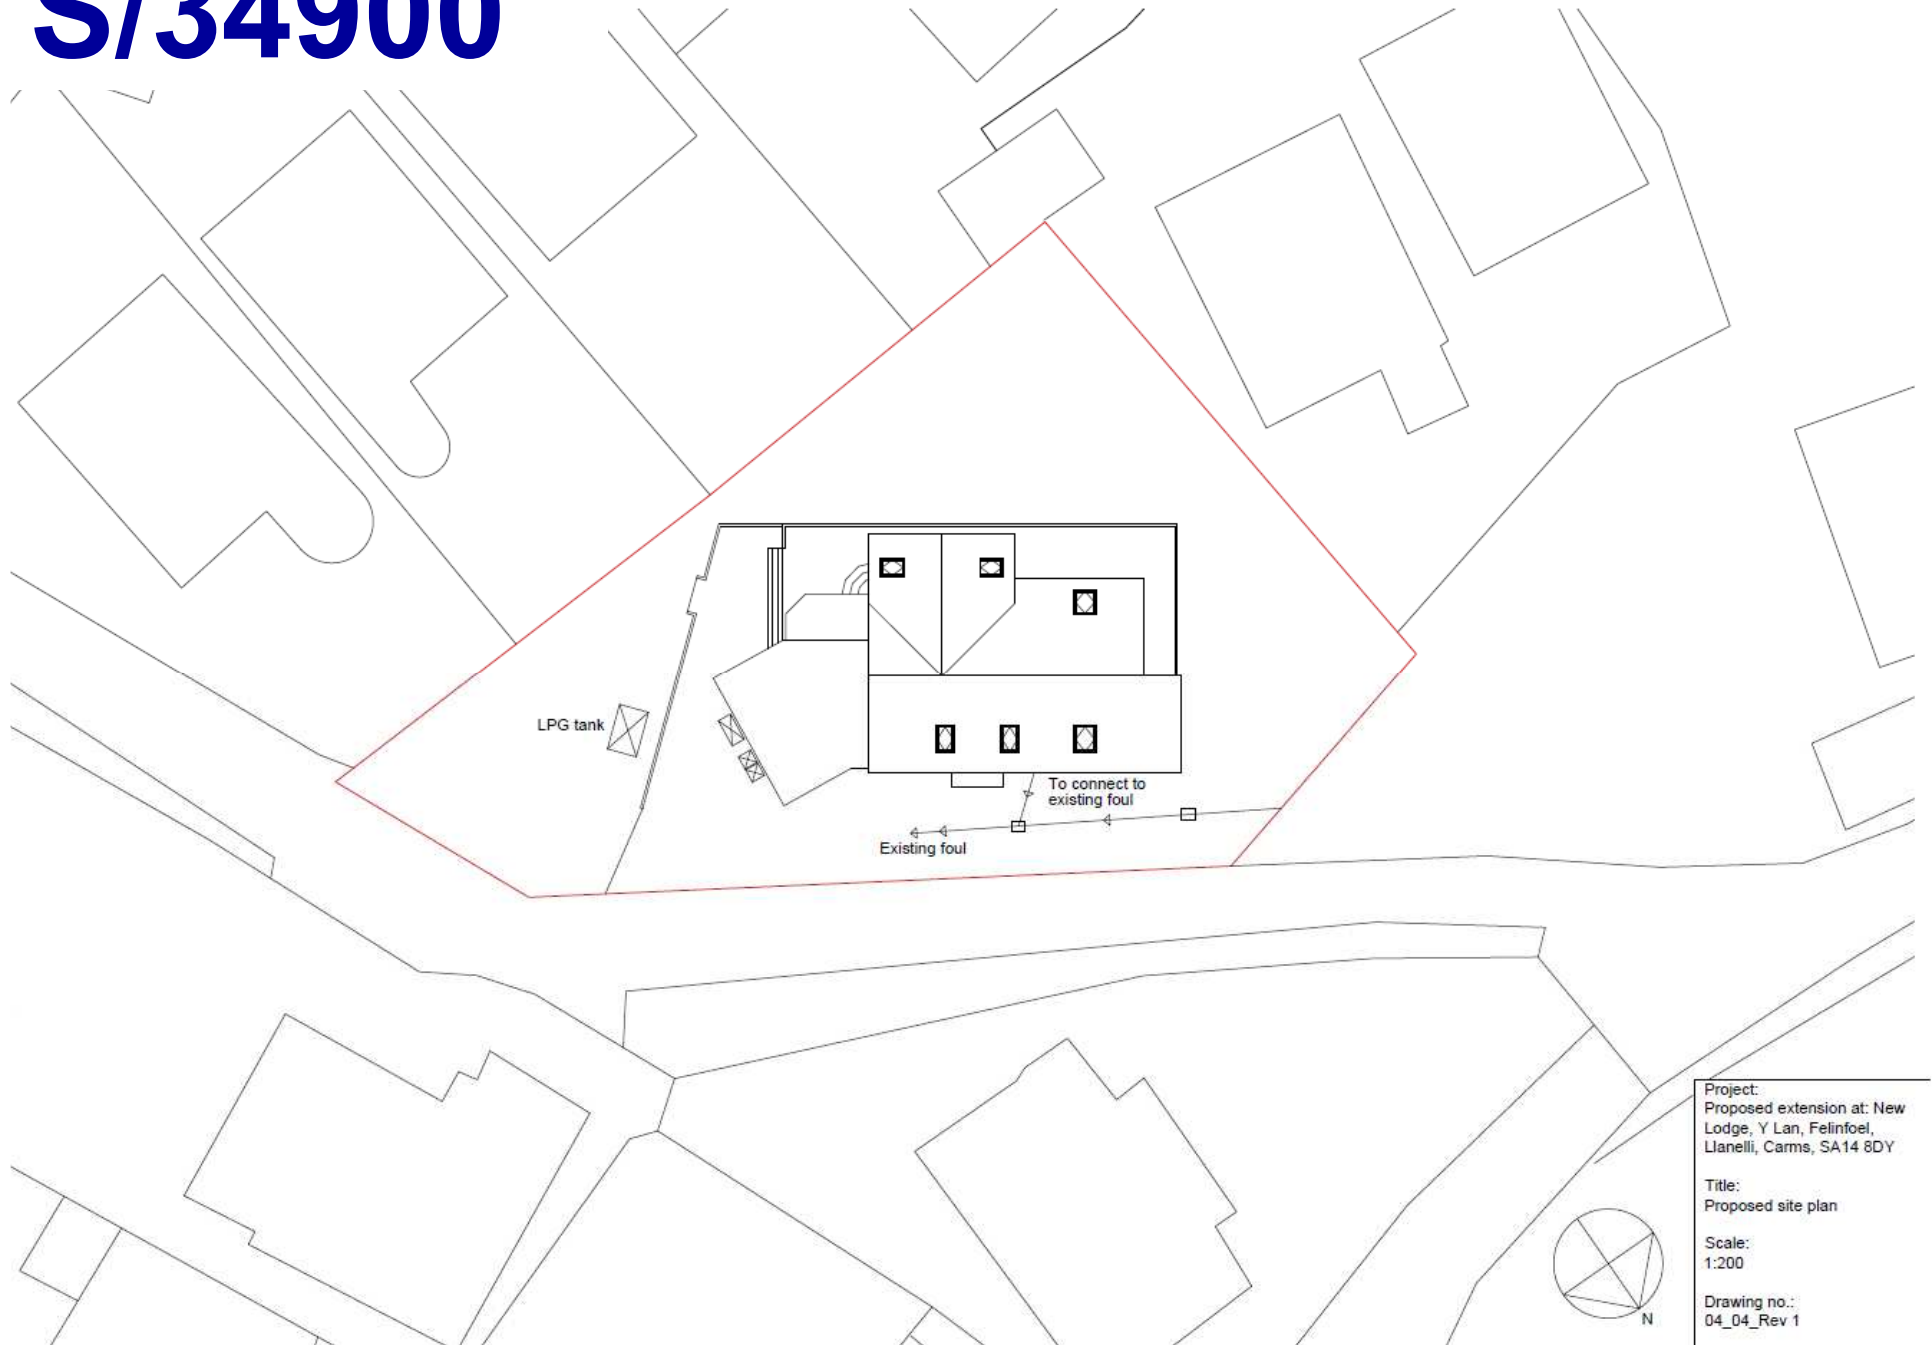 S/34900
LPG tank
To connect to
existing foul
Existing foul
Project:
Proposed extension at: New
Lodge, Y Lan, Felinfoel,
Llanelli, Carms, SA14 8DY
Title:
Proposed site plan
Scale:
1:200
Drawing no.:
04_04_Rev 1
N